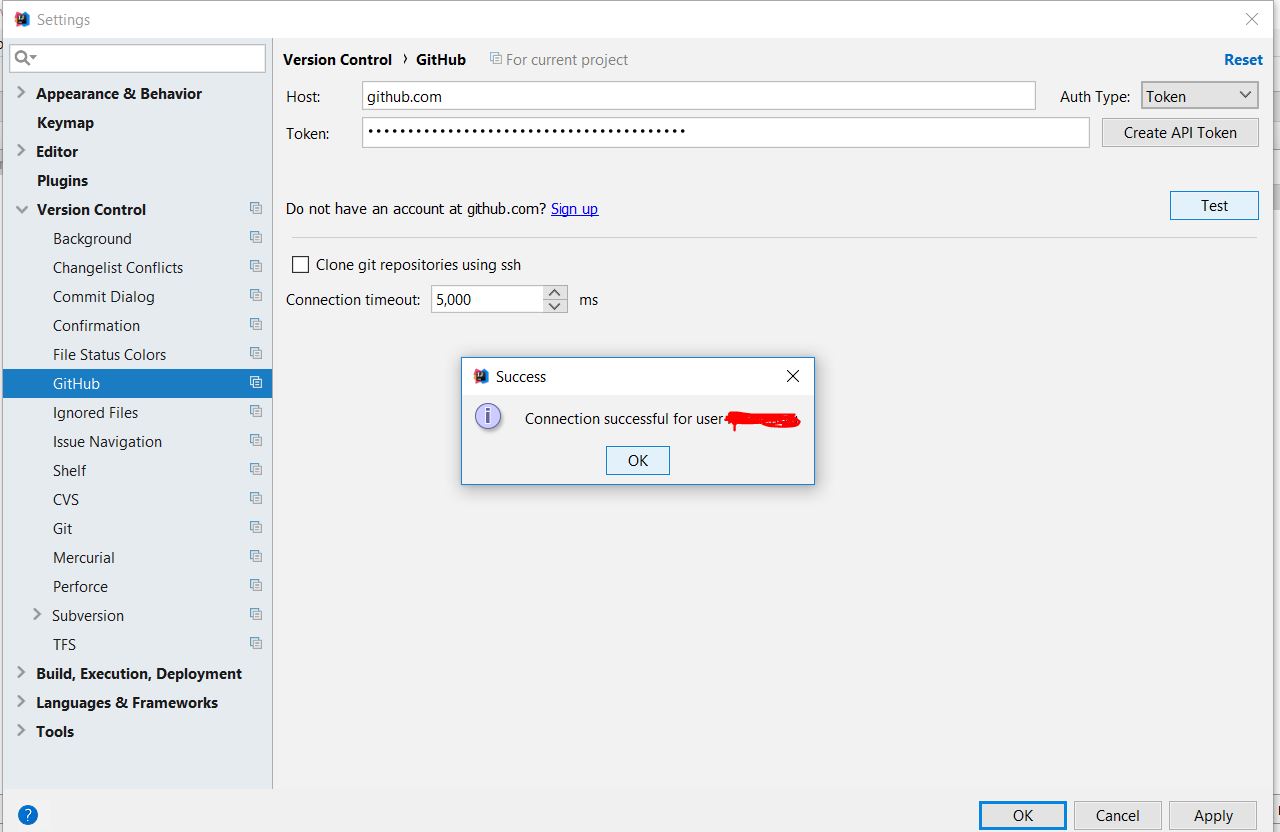 Settings
Version Control › GitHub For current project Reset
Appearance & Behavior
Keymap
Editor
Plugins
Version Control
Background
Changelist Conflicts
Commit Dialog
Confirmation
File Status Colors
GitHub
Ignored Files
Issue Navigation
Shelf
CVS
Git
Mercurial
Perforce
Subversion
TFS
Build, Execution, Deployment
Languages & Frameworks
Tools
Host: github.com Auth Type: Token
Token: •••••••••••••••••••••••••••••••••••••••• Create API Token
Do not have an account at github.com? Sign up Test
Clone git repositories using ssh
Connection timeout: 5,000 ms
Success
Connection successful for user
OK
? OK Cancel Apply